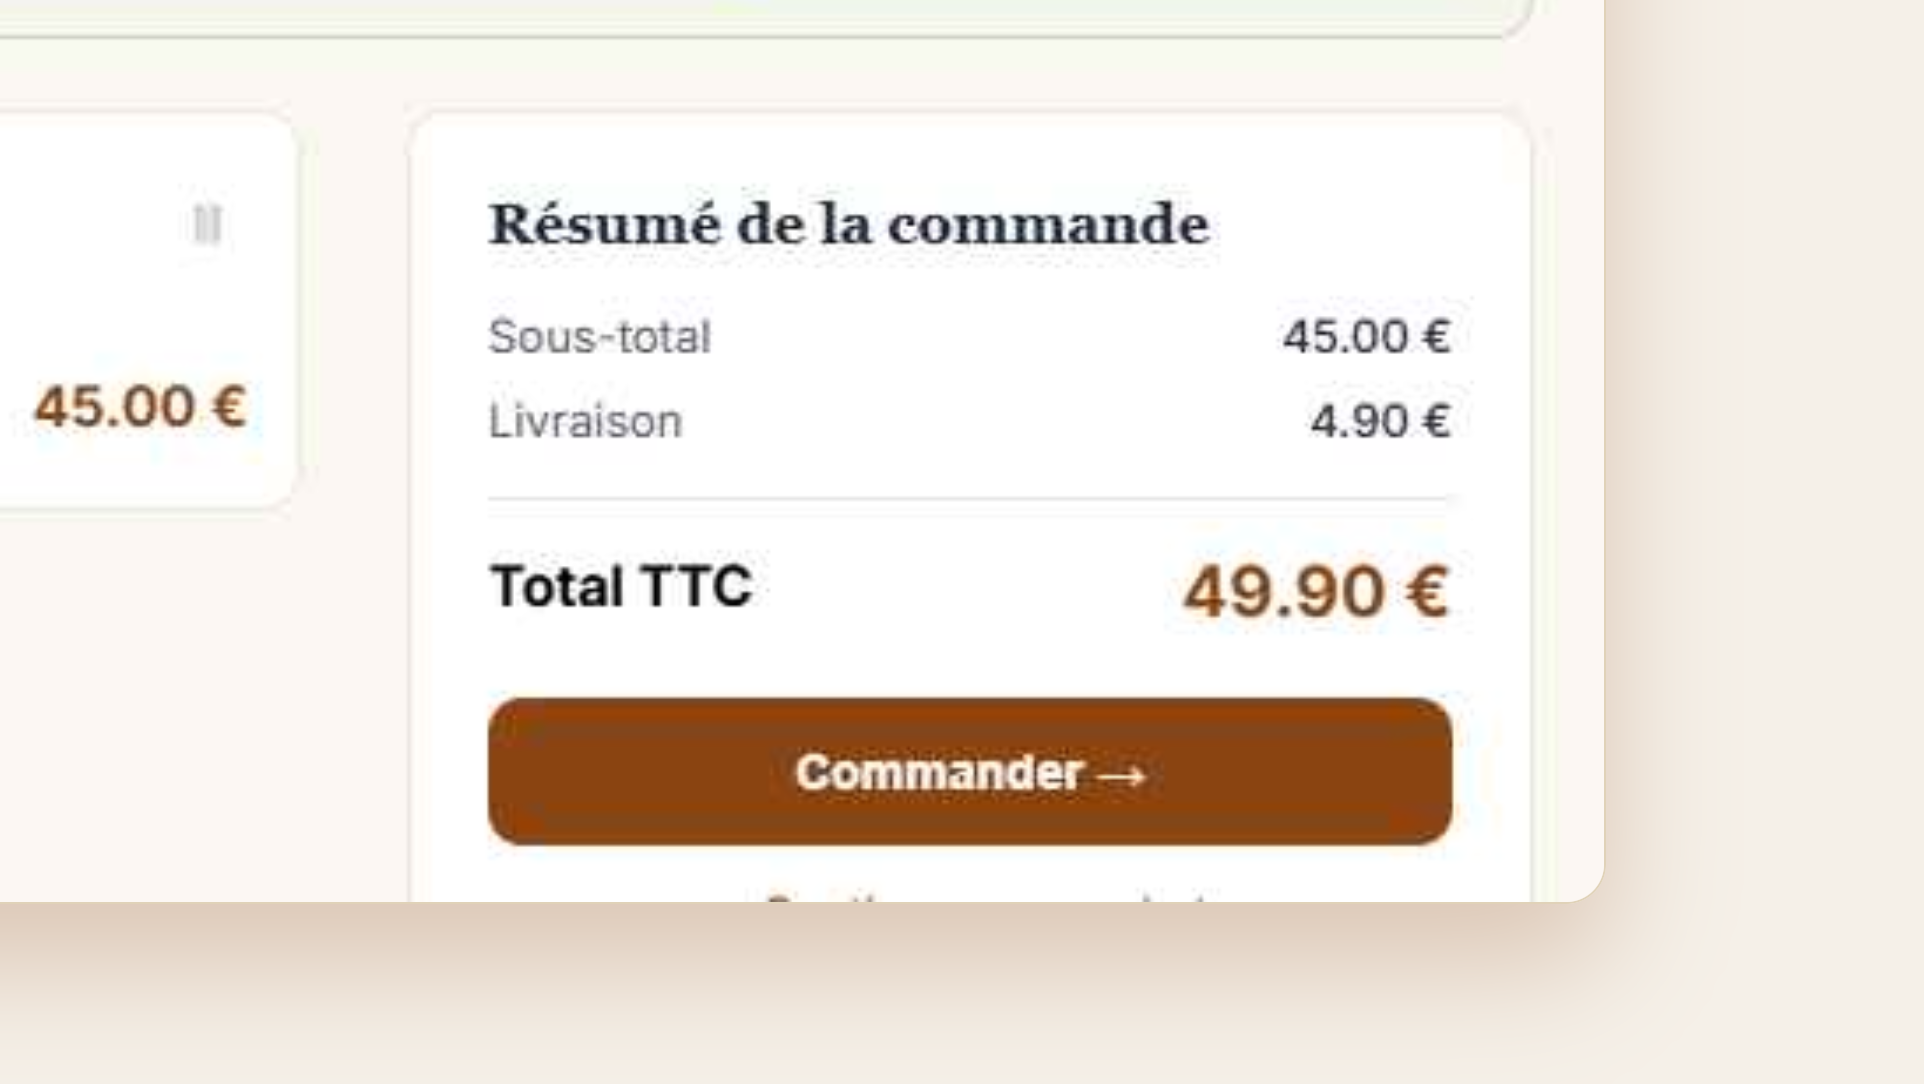 45.00 €
Résumé de la commande
Sous-total 45.00 €
Livraison 4.90 €
Total TTC 49.90 €
Commander →